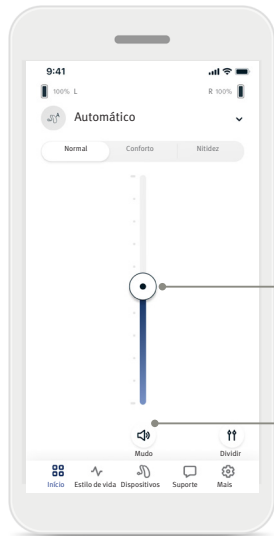 9:41
100% L
R 100%
Automático
Normal
Conforto
Nitidez
Mudo
Dividir
Início
Estilo de vida
Dispositivos
Suporte
Mais